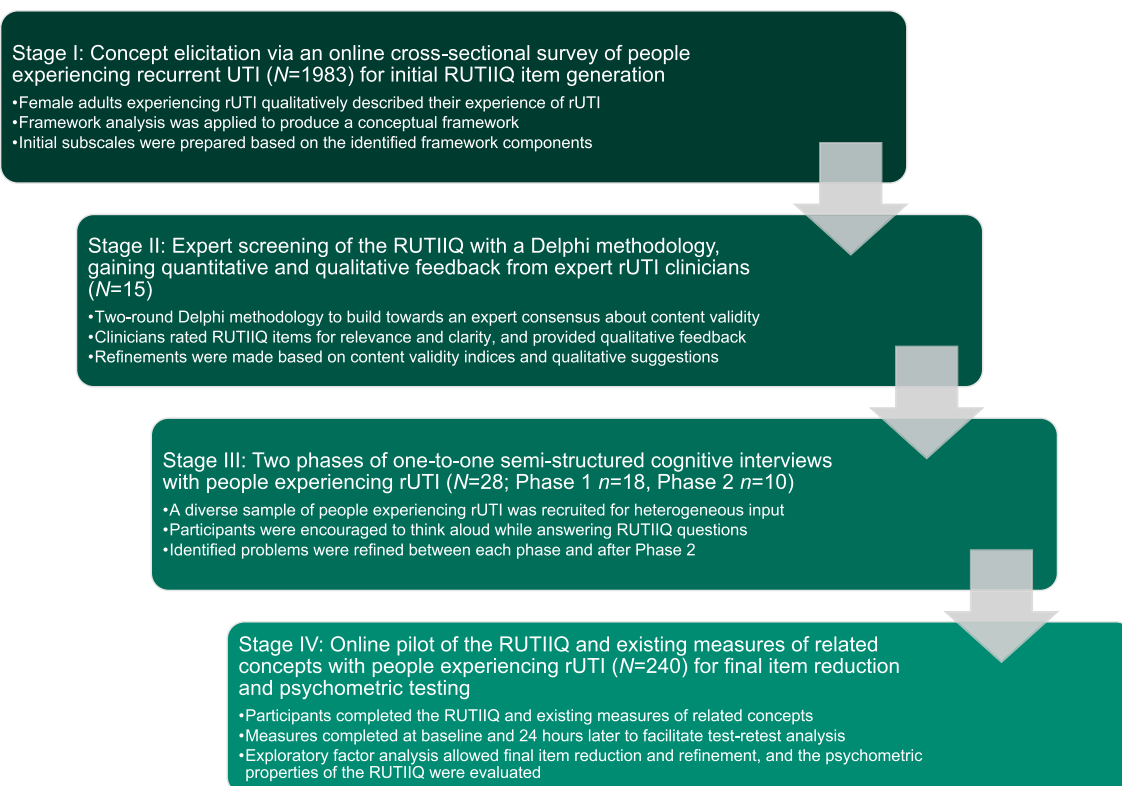 Stage I: Concept elicitation via an online cross-sectional survey of people
experiencing recurrent UTI (N=1983) for initial RUTIIQ item generation
•Female adults experiencing rUTI qualitatively described their experience of rUTI
•Framework analysis was applied to produce a conceptual framework
•Initial subscales were prepared based on the identified framework components
Stage II: Expert screening of the RUTIIQ with a Delphi methodology,
gaining quantitative and qualitative feedback from expert rUTI clinicians
(N=15)
•Two-round Delphi methodology to build towards an expert consensus about content validity
•Clinicians rated RUTIIQ items for relevance and clarity, and provided qualitative feedback
•Refinements were made based on content validity indices and qualitative suggestions
Stage III: Two phases of one-to-one semi-structured cognitive interviews
with people experiencing rUTI (N=28; Phase 1 n=18, Phase 2 n=10)
•A diverse sample of people experiencing rUTI was recruited for heterogeneous input
•Participants were encouraged to think aloud while answering RUTIIQ questions
•Identified problems were refined between each phase and after Phase 2
Stage IV: Online pilot of the RUTIIQ and existing measures of related
concepts with people experiencing rUTI (N=240) for final item reduction
and psychometric testing
•Participants completed the RUTIIQ and existing measures of related concepts
•Measures completed at baseline and 24 hours later to facilitate test-retest analysis
•Exploratory factor analysis allowed final item reduction and refinement, and the psychometric
properties of the RUTIIQ were evaluated